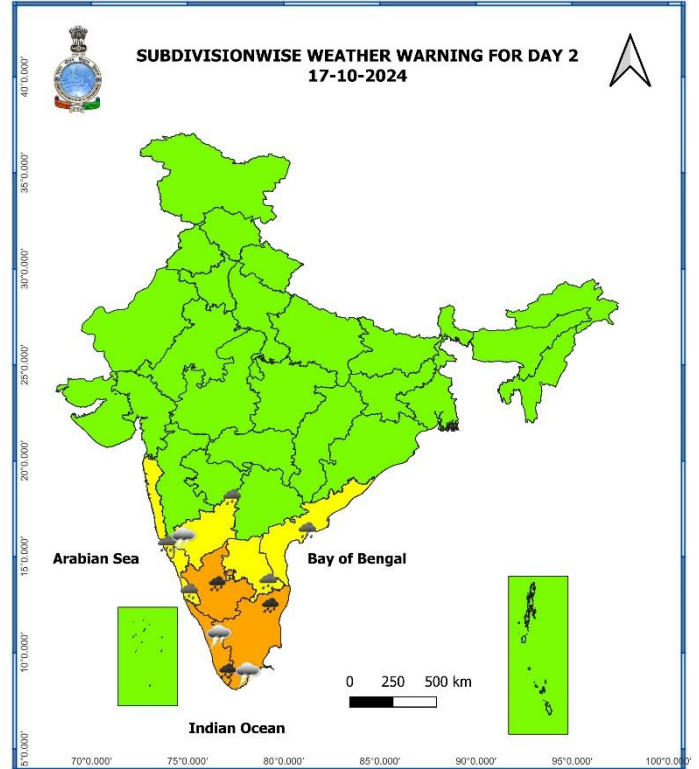 SUBDIVISIONWISE WEATHER WARNING FOR DAY 2
17-10-2024
40°0.000'
35°0.000'
30°0.000'
25°0.000'
20°0.000'
15°0.000'
10°0.000'
5°0.000'
Arabian Sea
Bay of Bengal
0 250 500 km
Indian Ocean
70°0.000' 75°0.000' 80°0.000' 85°0.000' 90°0.000' 95°0.000' 100°0.000'